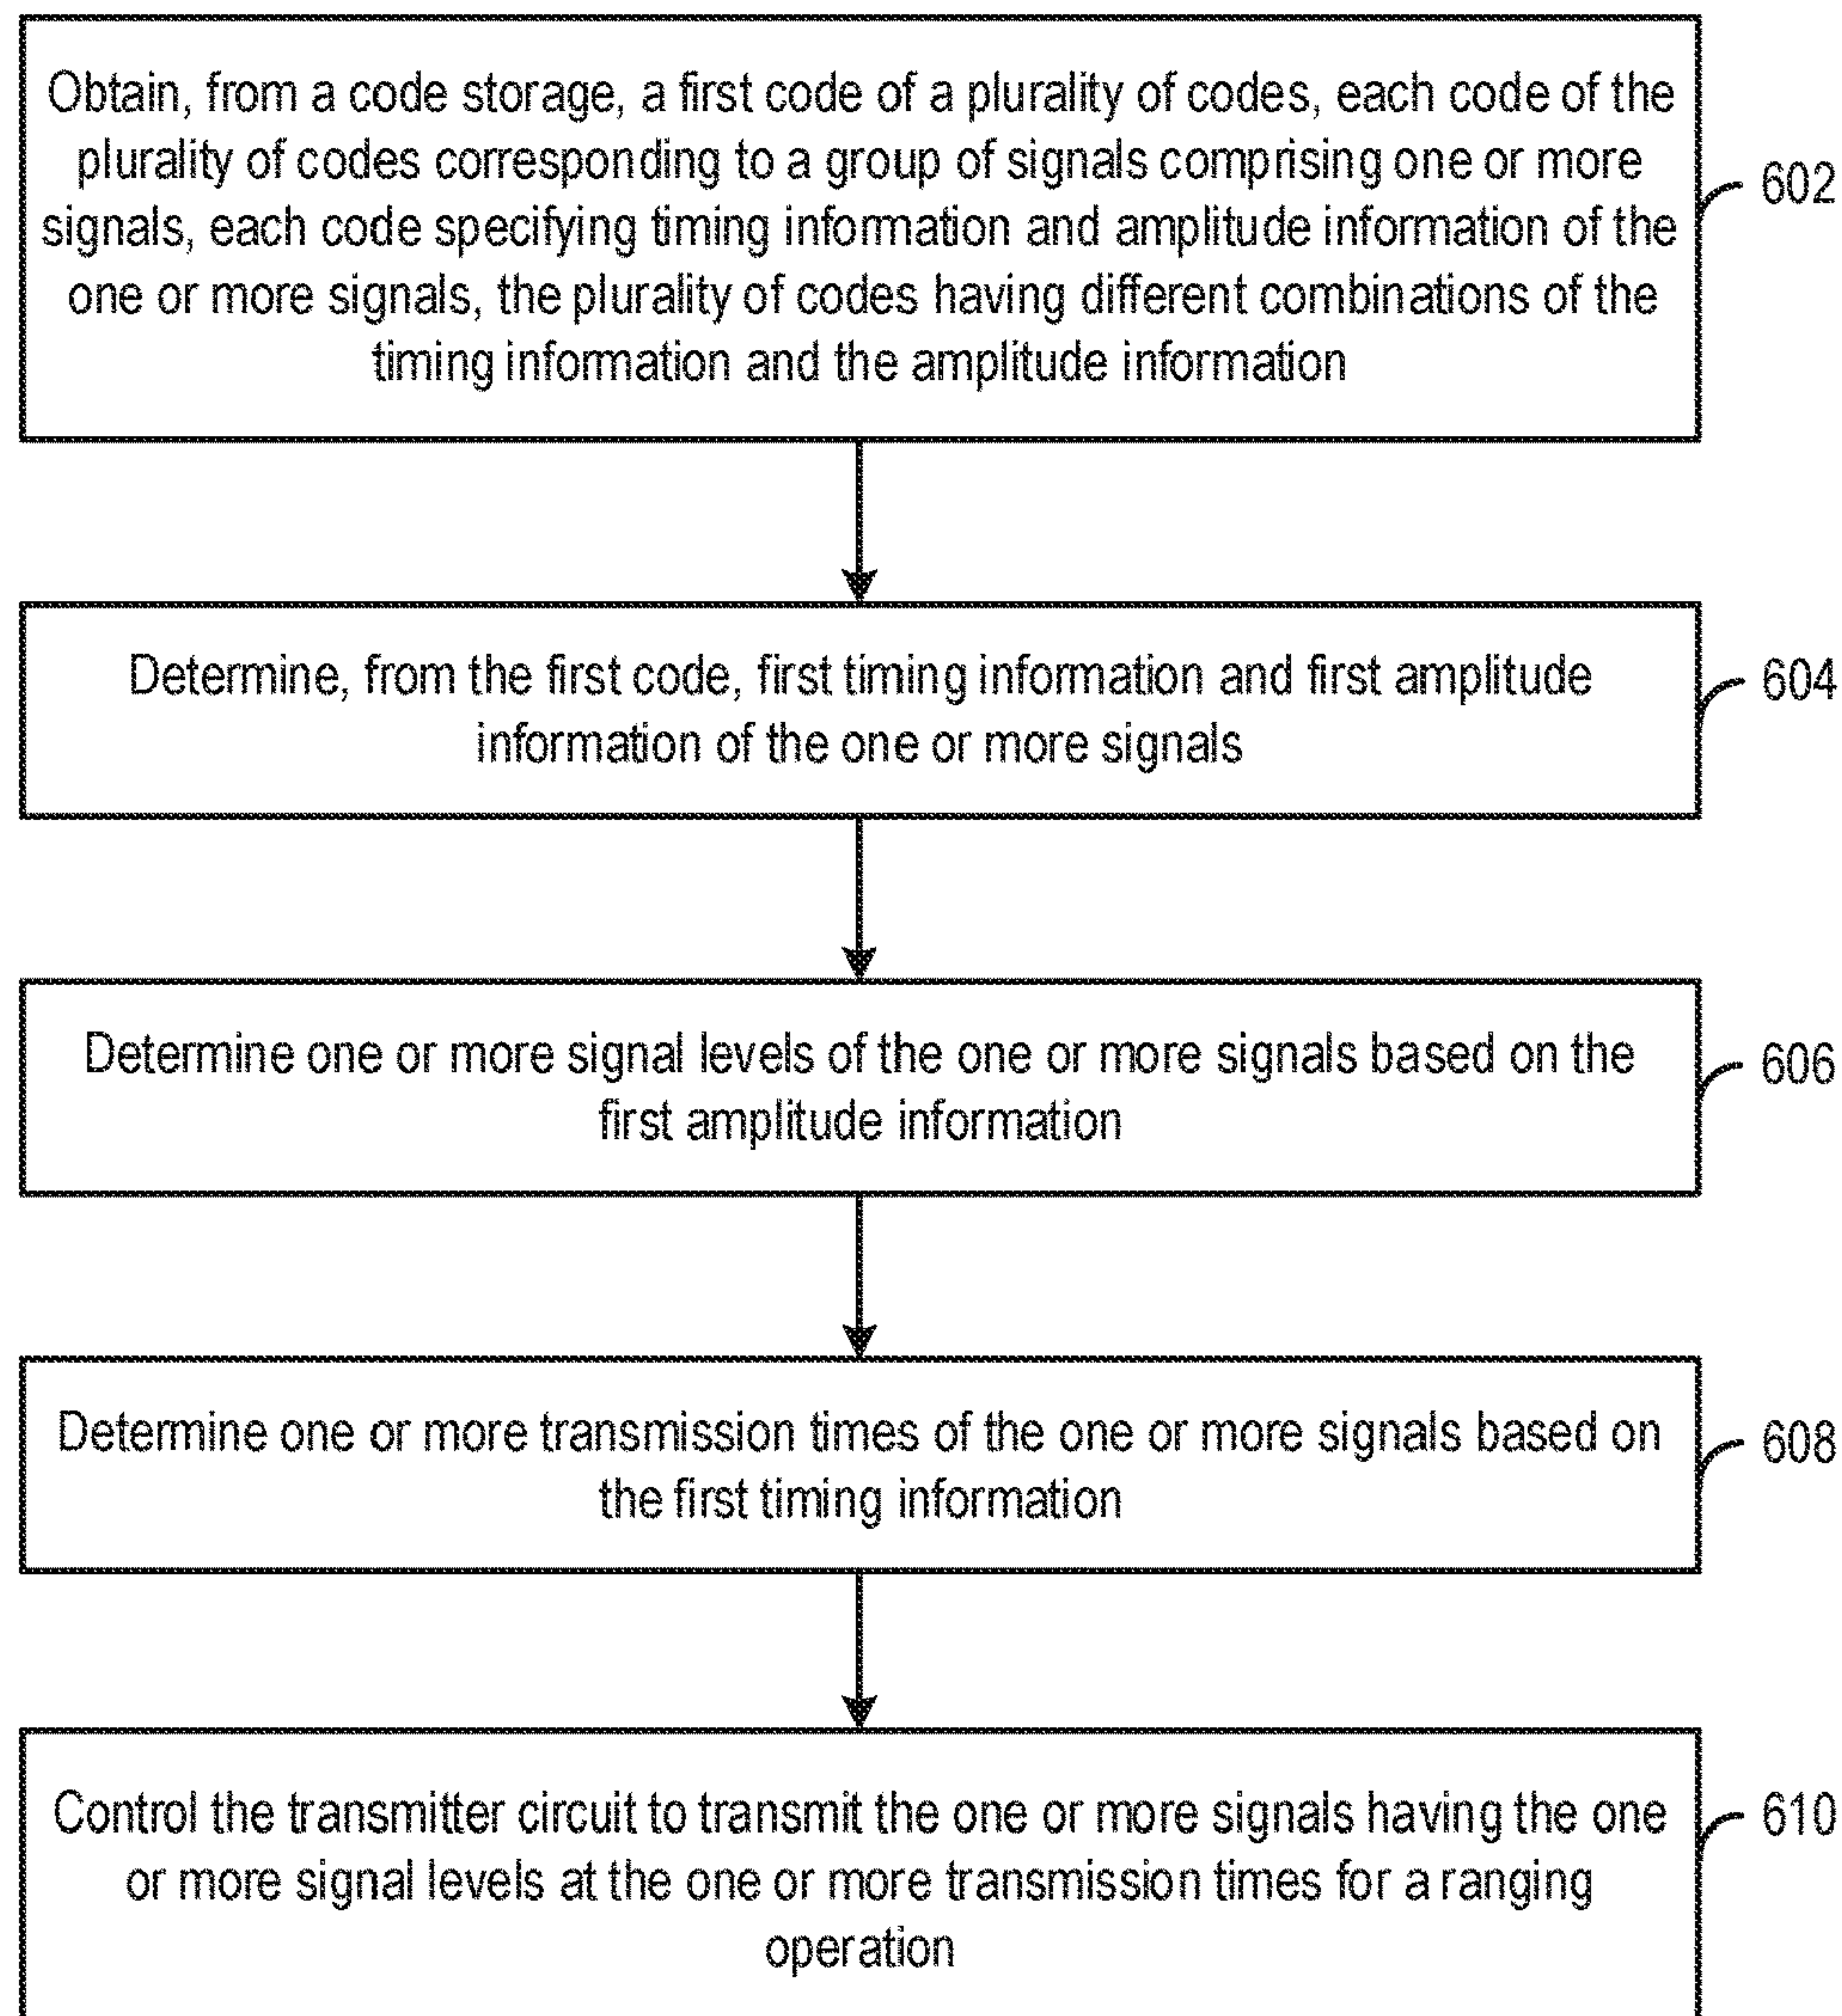 Obtain, from a code storage, a first code of a plurality of codes, each code of the
plurality of codes corresponding to a group of signals comprising one or more
signals, each code specifying timing information and amplitude information of the
one or more signals, the plurality of codes having different combinations of the
timing information and the amplitude information
602
Determine, from the first code, first timing information and first amplitude
information of the one or more signals
604
Determine one or more signal levels of the one or more signals based on the
first amplitude information
606
Determine one or more transmission times of the one or more signals based on
the first timing information
608
Control the transmitter circuit to transmit the one or more signals having the one
or more signal levels at the one or more transmission times for a ranging
operation
610